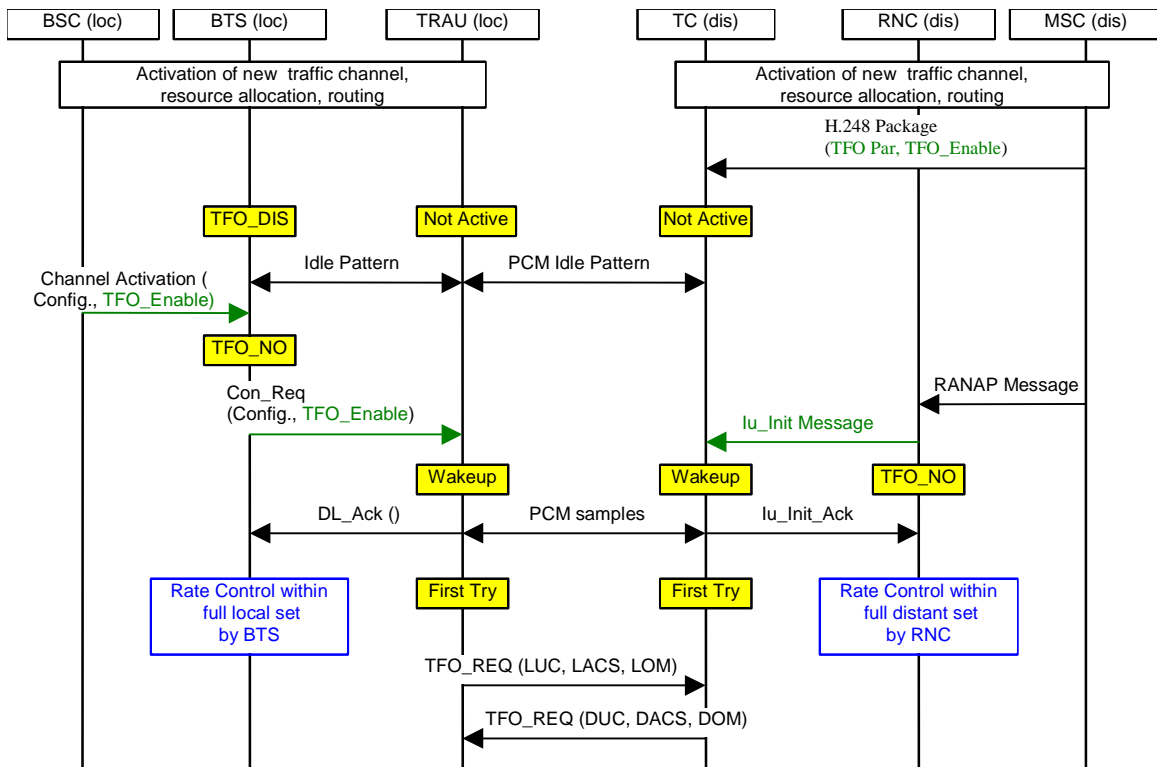 BSC (loc)
BTS (loc)
TRAU (loc)
TC (dis)
RNC (dis)
MSC (dis)
Activation of new traffic channel,
resource allocation, routing
Activation of new traffic channel,
resource allocation, routing
H.248 Package
(TFO Par, TFO_Enable)
TFO_DIS
Not Active
Not Active
Idle Pattern
PCM Idle Pattern
Channel Activation (
Config., TFO_Enable)
TFO_NO
Con_Req
(Config., TFO_Enable)
RANAP Message
Iu_Init Message
Wakeup
Wakeup
TFO_NO
DL_Ack ()
PCM samples
Iu_Init_Ack
Rate Control within
full local set
by BTS
First Try
First Try
Rate Control within
full distant set
by RNC
TFO_REQ (LUC, LACS, LOM)
TFO_REQ (DUC, DACS, DOM)